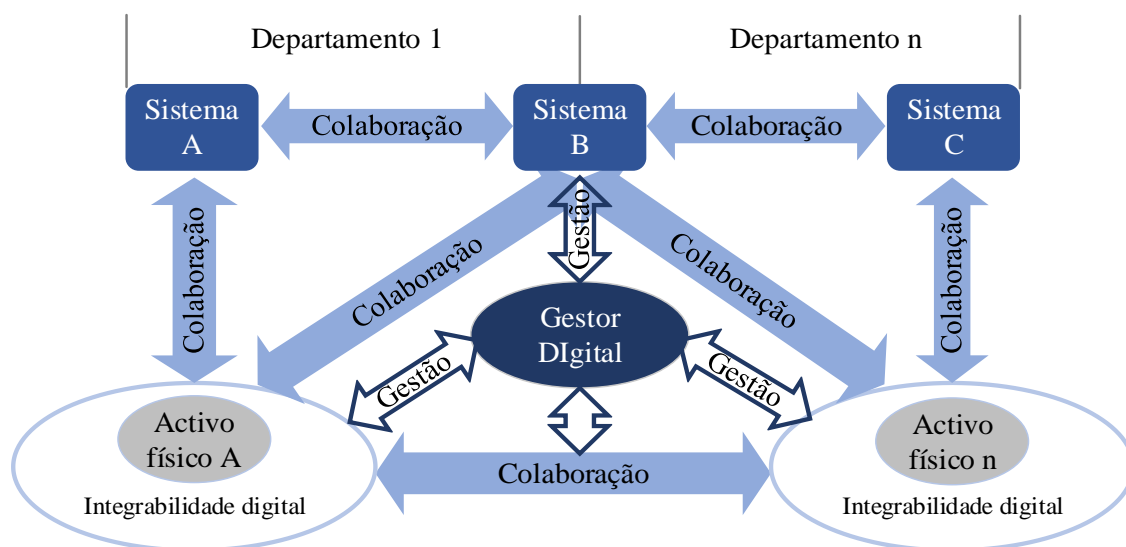 Departamento 1
Departamento n
Sistema
A
Colaboração
Sistema
B
Colaboração
Sistema
C
Colaboração
Colaboração
Gestão
Colaboração
Colaboração
Gestor
DIgital
Gestão
Gestão
Activo
físico A
Integrabilidade digital
Colaboração
Activo
físico n
Integrabilidade digital